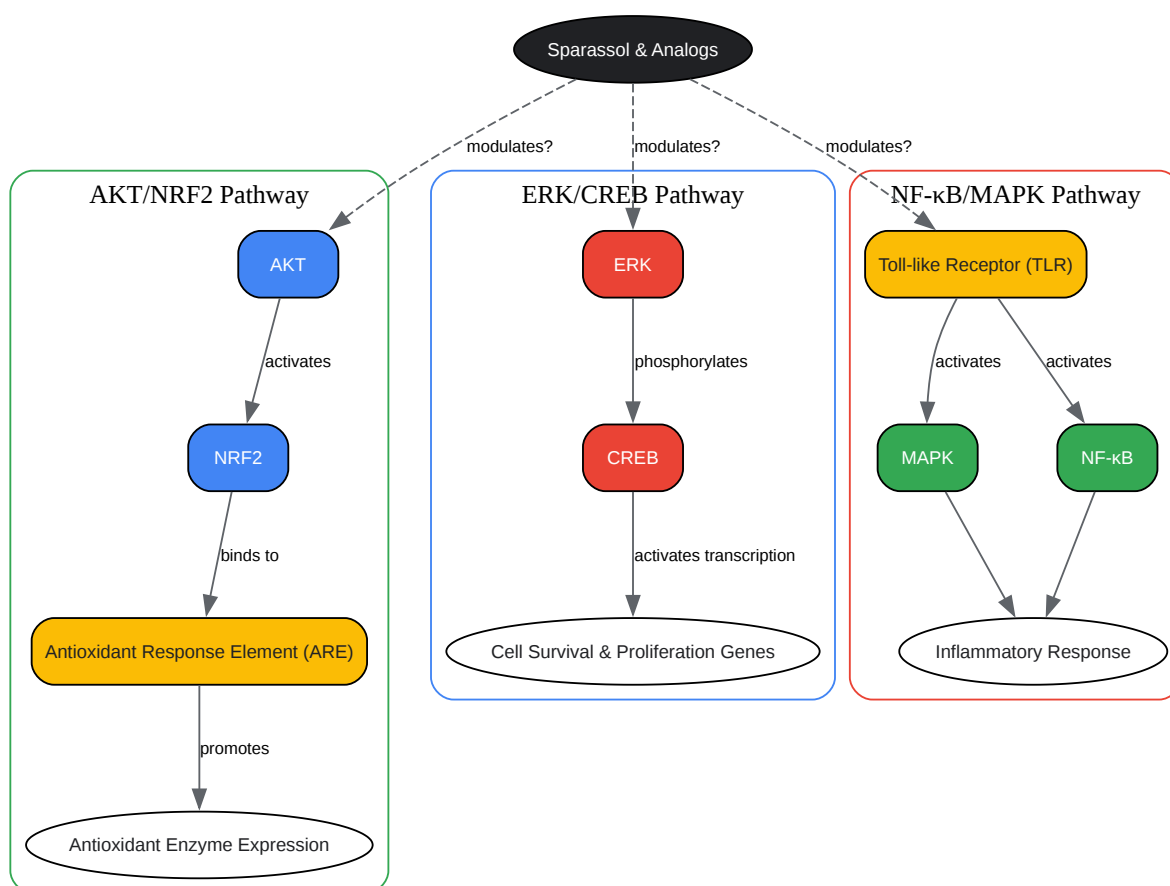 Sparassol & Analogs
modulates?
modulates?
modulates?
AKT/NRF2 Pathway
ERK/CREB Pathway
NF-κB/MAPK Pathway
AKT
ERK
Toll-like Receptor (TLR)
activates
phosphorylates
activates
activates
NRF2
CREB
MAPK
NF-κB
binds to
activates transcription
Antioxidant Response Element (ARE)
Cell Survival & Proliferation Genes
Inflammatory Response
promotes
Antioxidant Enzyme Expression